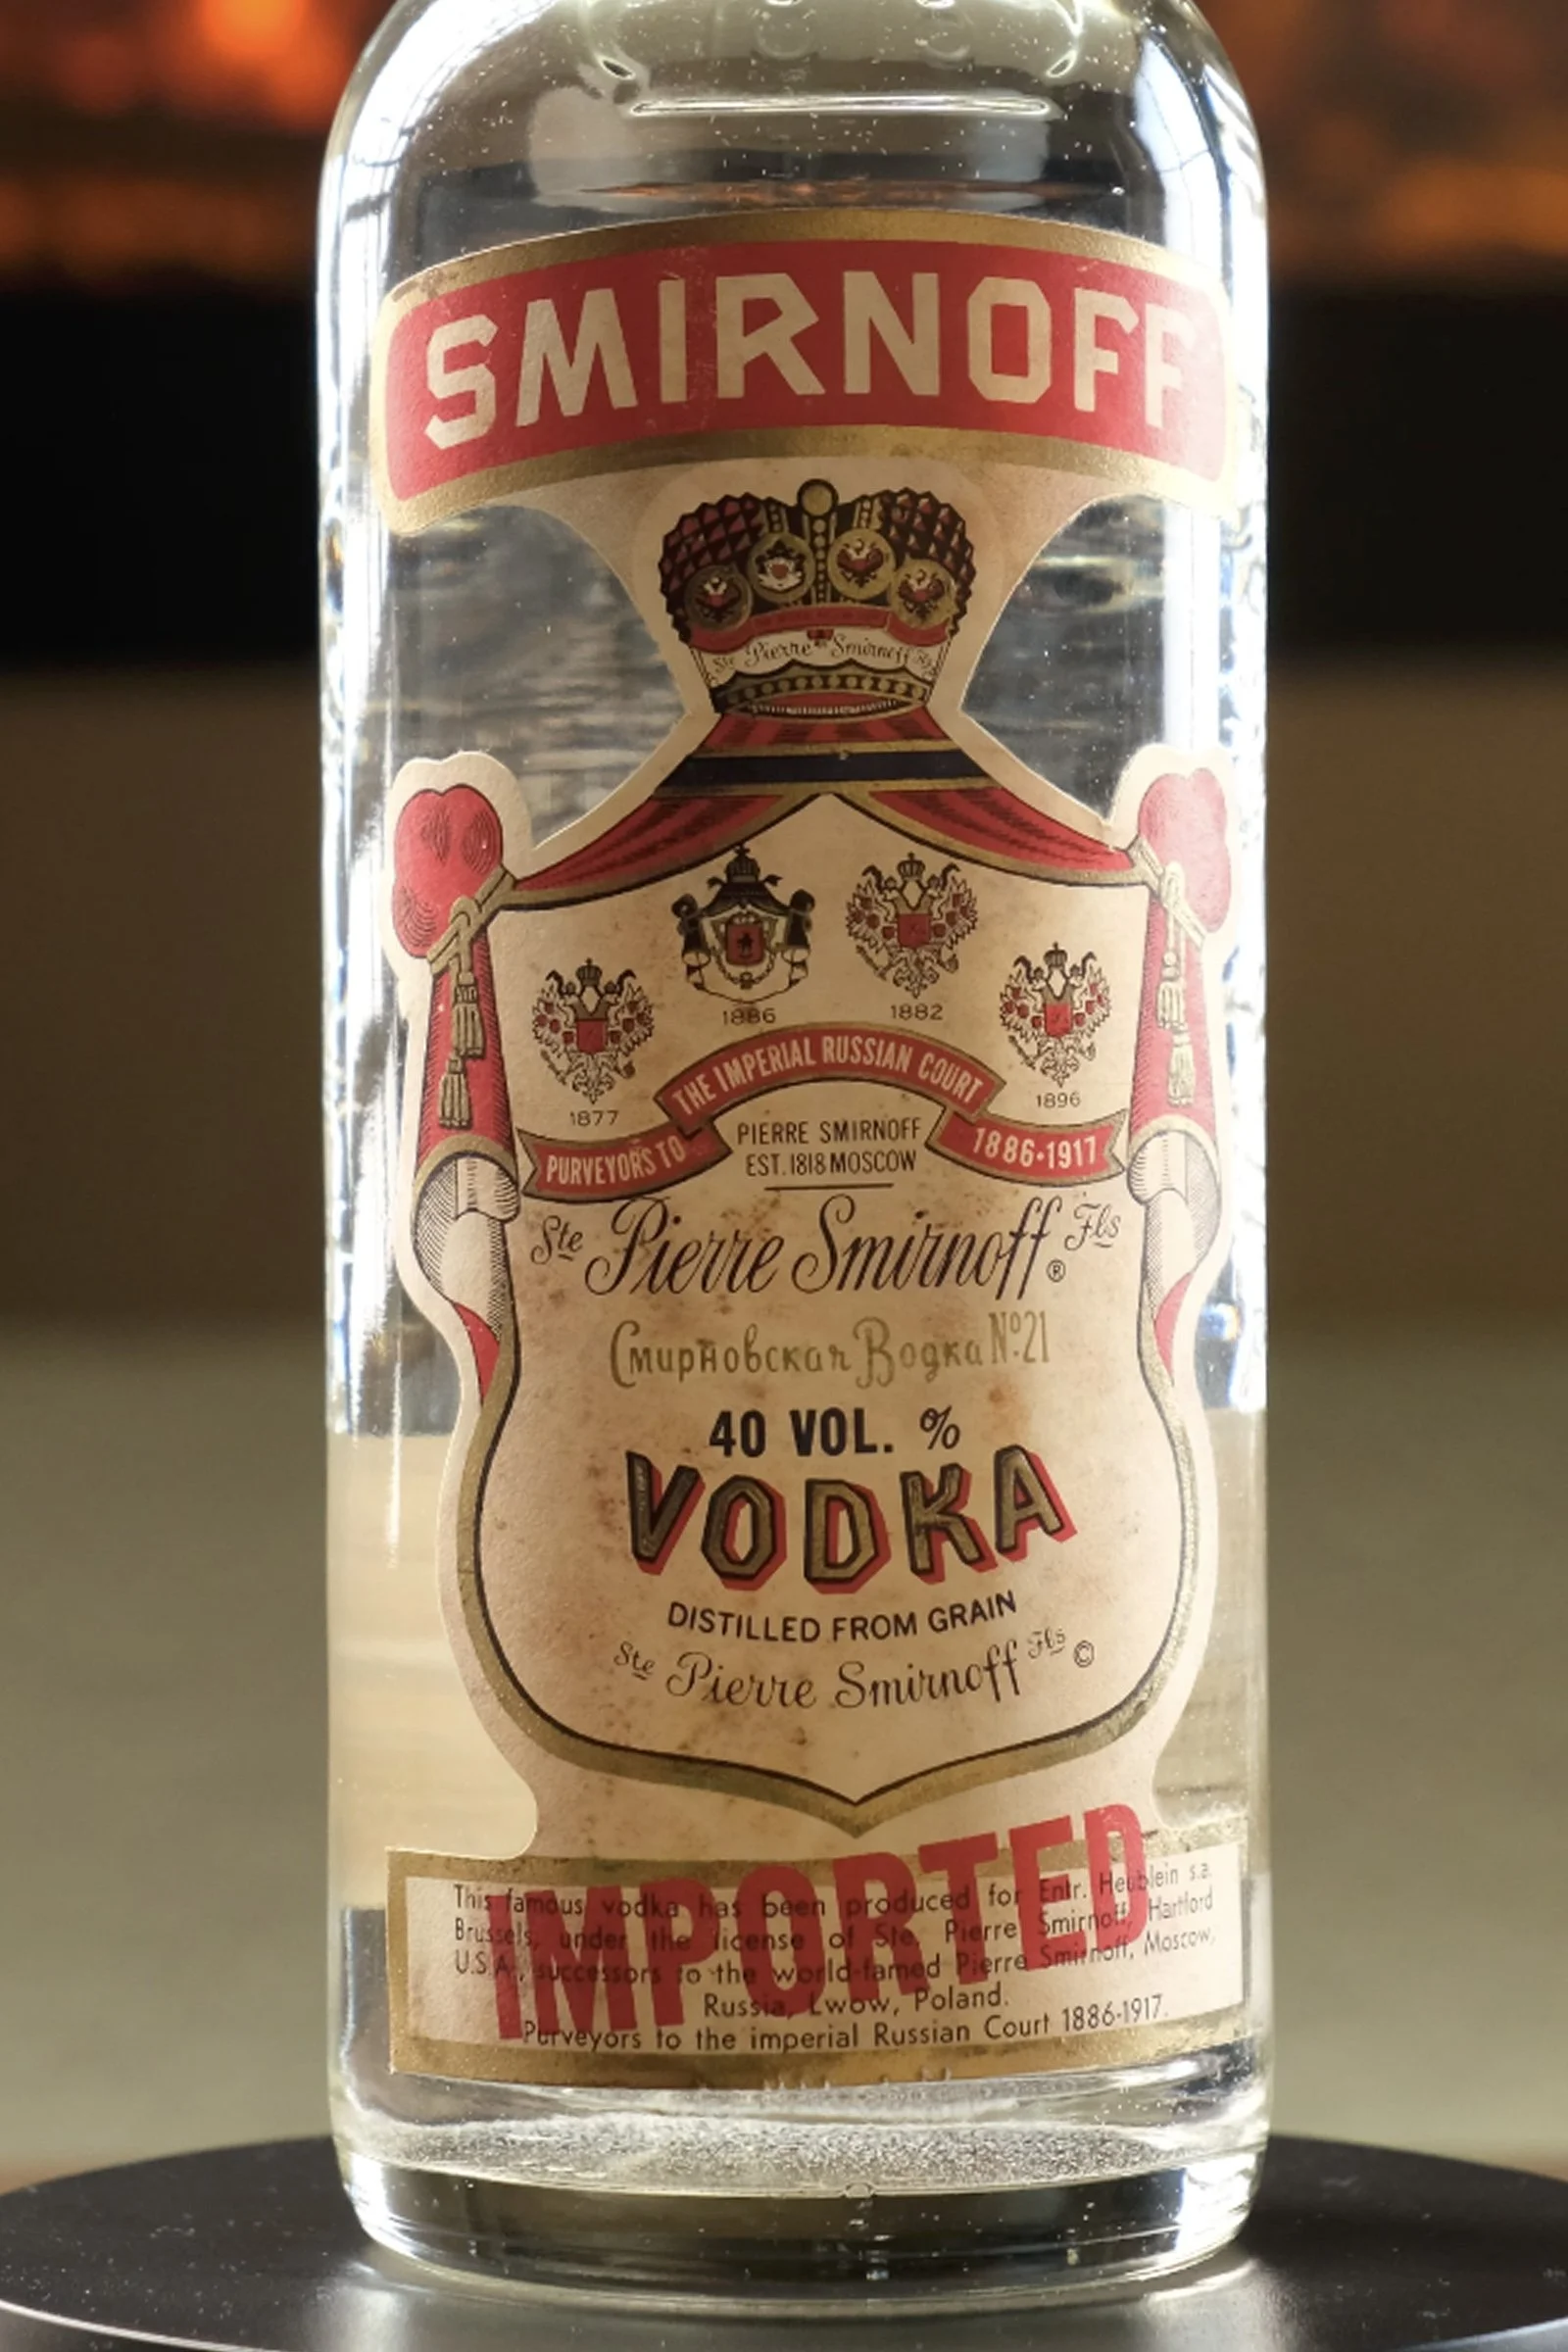 SMIRNOFF
Ste Pierre Smirnoff Fls
1886
1882
1877
1896
PURVEYORS TO THE IMPERIAL RUSSIAN COURT 1886·1917
PIERRE SMIRNOFF
EST. 1818 MOSCOW
Ste Pierre Smirnoff Fls ®
Смирновская Водка Nº21
40 VOL. %
VODKA
DISTILLED FROM GRAIN
Ste Pierre Smirnoff Fls ©
IMPORTED
This famous vodka has been produced for Entr. Heublein s.a.
Brussels, under the license of Ste. Pierre Smirnoff, Hartford
U.S.A., successors to the world-famed Pierre Smirnoff, Moscow,
Russia, Lwow, Poland.
Purveyors to the imperial Russian Court 1886-1917.